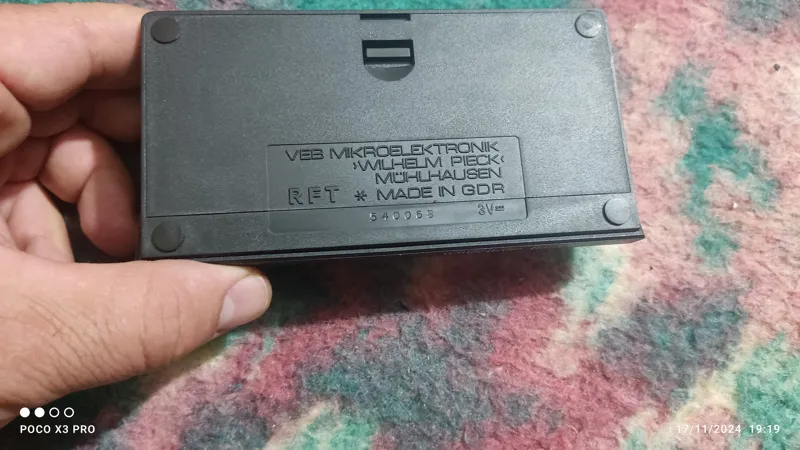 VEB MIKROELEKTRONIK
›WILHELM PIECK‹
MÜHLHAUSEN
RFT * MADE IN GDR
540053 3V⎓
POCO X3 PRO
17/11/2024 19:19